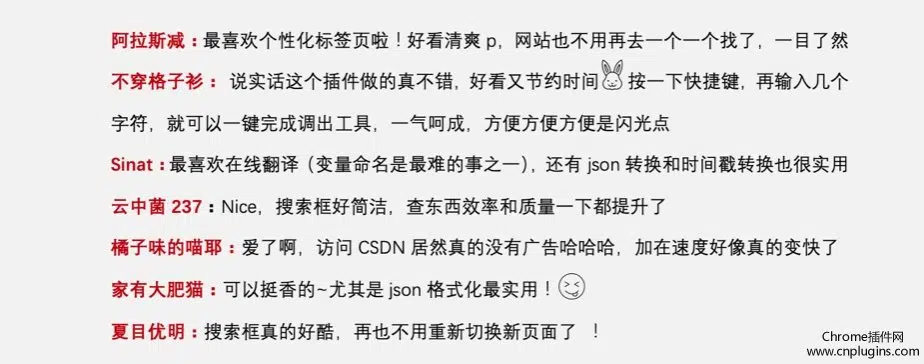 阿拉斯减：最喜欢个性化标签页啦！好看清爽 p，网站也不用再去一个一个找了，一目了然
不穿格子衫： 说实话这个插件做的真不错，好看又节约时间 按一下快捷键，再输入几个
字符，就可以一键完成调出工具，一气呵成，方便方便方便是闪光点
Sinat：最喜欢在线翻译（变量命名是最难的事之一），还有 json 转换和时间戳转换也很实用
云中菌 237：Nice，搜索框好简洁，查东西效率和质量一下都提升了
橘子味的喵耶：爱了啊，访问 CSDN 居然真的没有广告哈哈哈，加在速度好像真的变快了
家有大肥猫：可以挺香的~尤其是 json 格式化最实用！
夏目优明：搜索框真的好酷，再也不用重新切换新页面了 ！
Chrome插件网
www.cnplugins.com